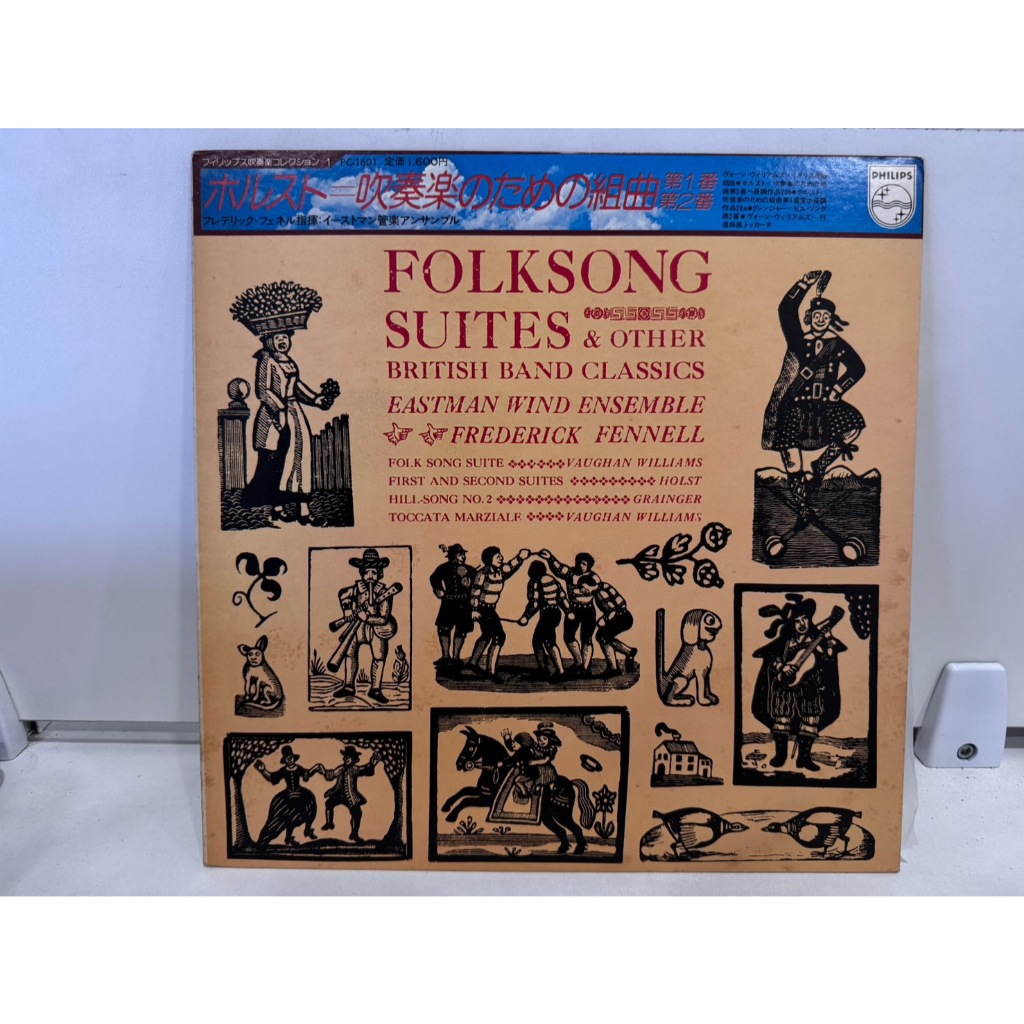 フィリップス吹奏楽コレクション 1 PC-1601 定価1,600円
ホルスト＝吹奏楽のための組曲 第1番 第2番
フレデリック・フェネル指揮・イーストマン管楽アンサンブル
PHILIPS
FOLKSONG
SUITES
& OTHER
BRITISH BAND CLASSICS
EASTMAN WIND ENSEMBLE
FREDERICK FENNELL
FOLK SONG SUITE VAUGHAN WILLIAMS
FIRST AND SECOND SUITES HOLST
HILL-SONG NO. 2 GRAINGER
TOCCATA MARZIALE VAUGHAN WILLIAMS